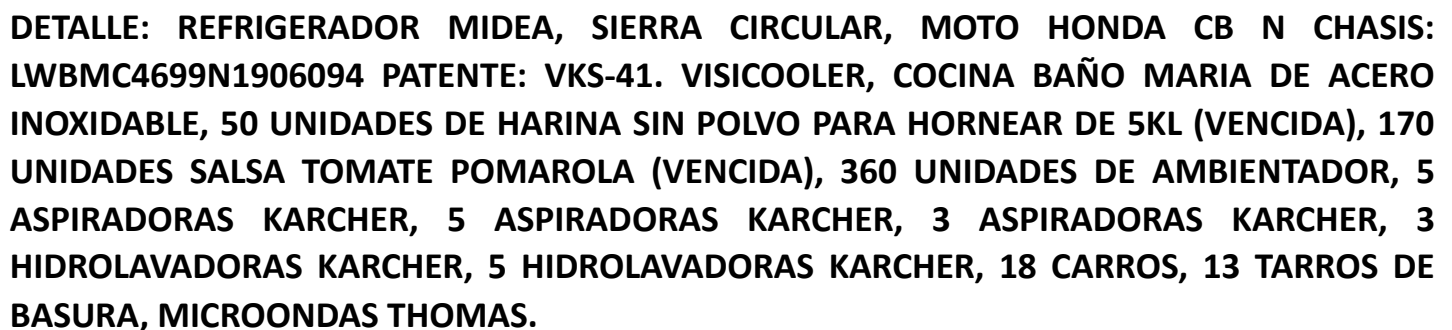 DETALLE: REFRIGERADOR MIDEA, SIERRA CIRCULAR, MOTO HONDA CB N CHASIS:
LWBMC4699N1906094 PATENTE: VKS-41. VISICOOLER, COCINA BAÑO MARIA DE ACERO
INOXIDABLE, 50 UNIDADES DE HARINA SIN POLVO PARA HORNEAR DE 5KL (VENCIDA), 170
UNIDADES SALSA TOMATE POMAROLA (VENCIDA), 360 UNIDADES DE AMBIENTADOR, 5
ASPIRADORAS KARCHER, 5 ASPIRADORAS KARCHER, 3 ASPIRADORAS KARCHER, 3
HIDROLAVADORAS KARCHER, 5 HIDROLAVADORAS KARCHER, 18 CARROS, 13 TARROS DE
BASURA, MICROONDAS THOMAS.